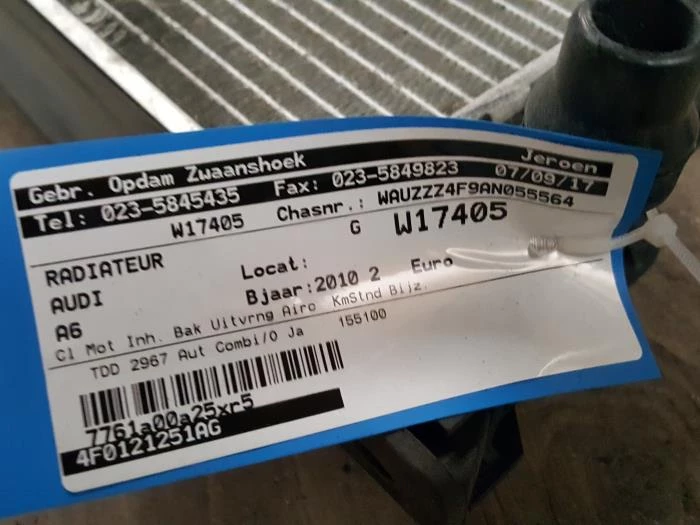 Gebr. Opdam Zwaanshoek Jeroen
Tel: 023-5845435 Fax: 023-5849823 07/09/17
W17405 Chasnr.: WAUZZZ4F9AN055564
G W17405
RADIATEUR Locat:
AUDI Bjaar:2010 2 Euro
A6
Cl Mot Inh. Bak Uitvrng Airo KmStnd Bijz.
TDD 2967 Aut Combi/O Ja 155100
7761a00a25xr5
4F0121251AG